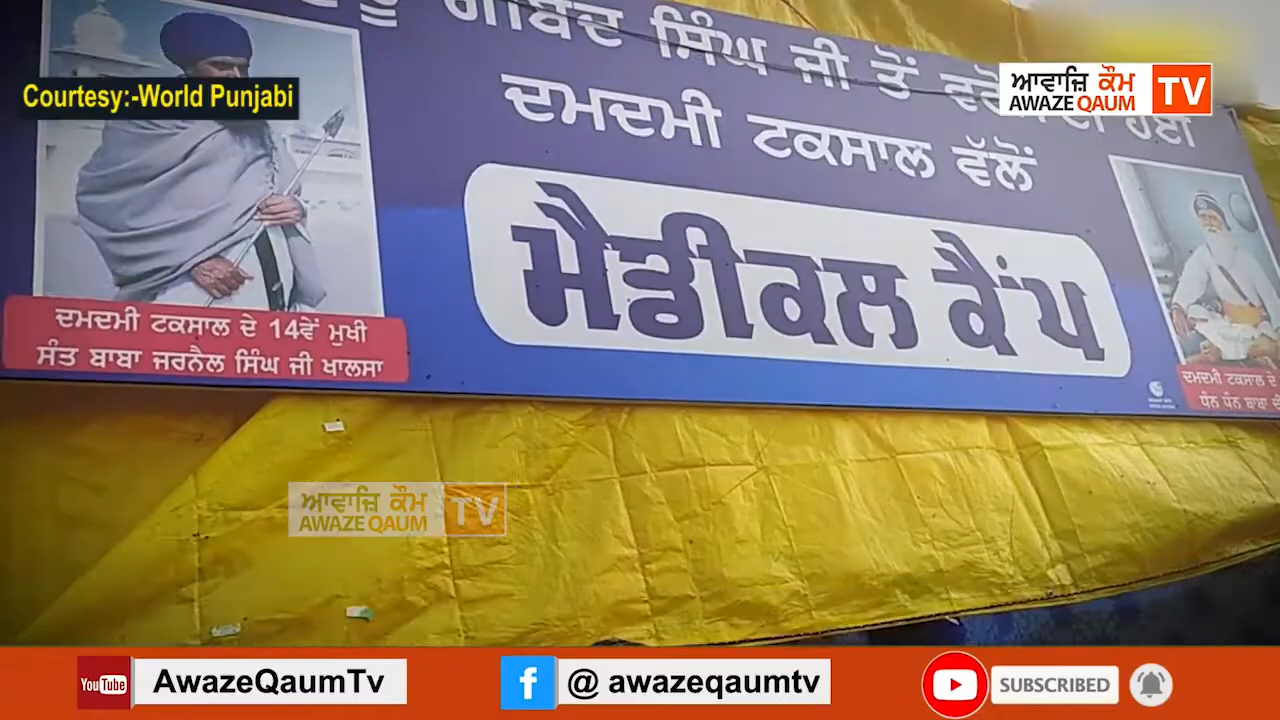 ਗੋਬਿੰਦ ਸਿੰਘ ਜੀ ਤੋਂ
ਦਮਦਮੀ ਟਕਸਾਲ ਵੱਲੋਂ
ਮੈਡੀਕਲ ਕੈਂਪ
Courtesy:-World Punjabi
ਆਵਾਜ਼ਿ ਕੌਮ
AWAZE QAUM TV
ਦਮਦਮੀ ਟਕਸਾਲ ਦੇ 14ਵੇਂ ਮੁਖੀ
ਸੰਤ ਬਾਬਾ ਜਰਨੈਲ ਸਿੰਘ ਜੀ ਖਾਲਸਾ
ਦਮਦਮੀ ਟਕਸਾਲ ਦੇ
ਧੰਨ ਧੰਨ ਬਾਬਾ
ਆਵਾਜ਼ਿ ਕੌਮ
AWAZE QAUM TV
YouTube AwazeQaumTv
f @ awazeqaumtv
SUBSCRIBED